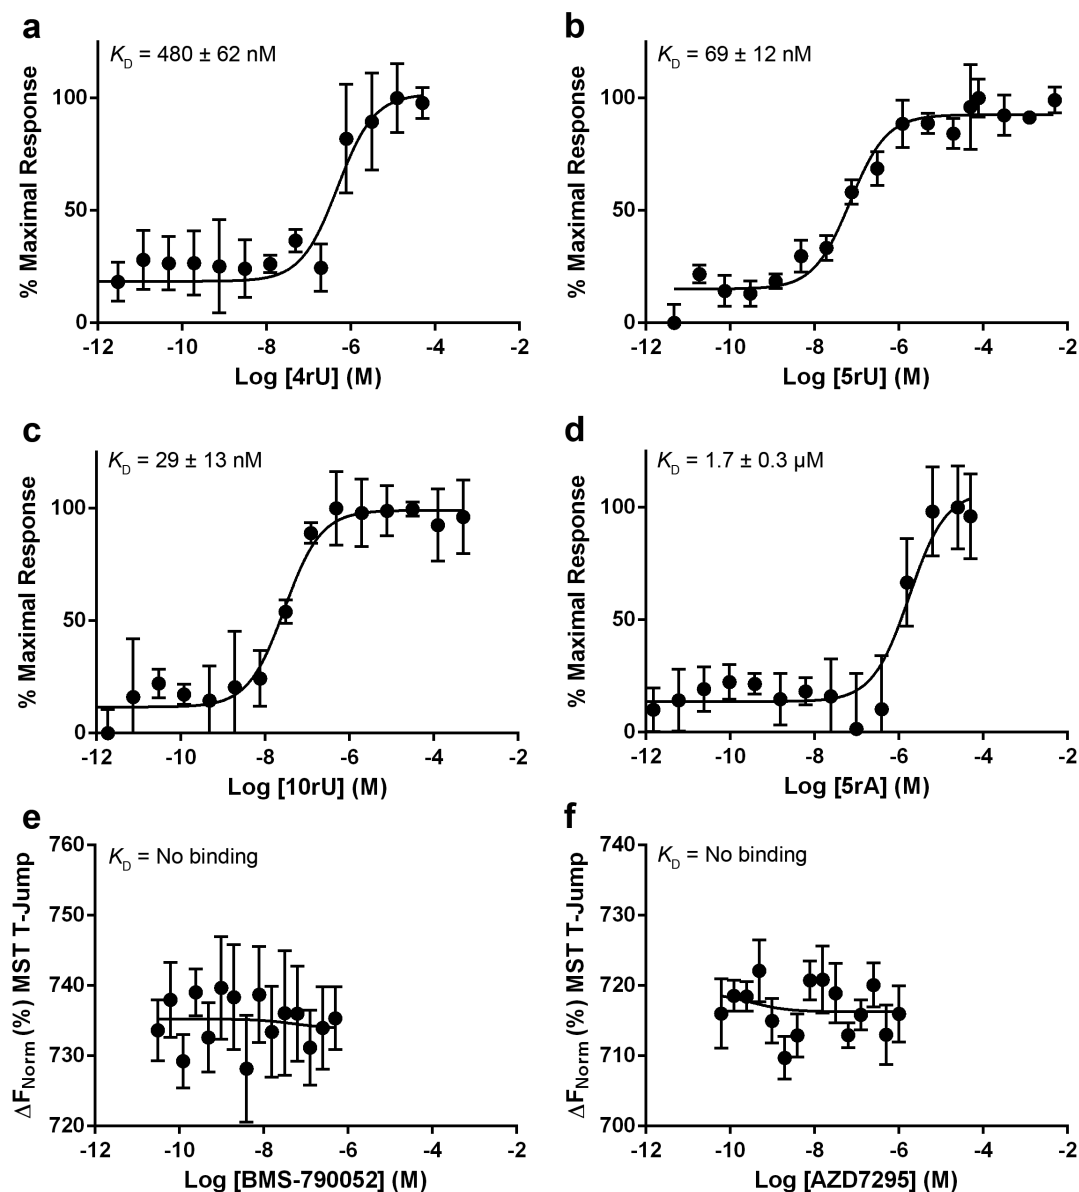 a
K_D = 480 ± 62 nM
100
50
0
% Maximal Response
-12 -10 -8 -6 -4 -2
Log [4rU] (M)
b
K_D = 69 ± 12 nM
100
50
0
% Maximal Response
-12 -10 -8 -6 -4 -2
Log [5rU] (M)
c
K_D = 29 ± 13 nM
100
50
0
% Maximal Response
-12 -10 -8 -6 -4 -2
Log [10rU] (M)
d
K_D = 1.7 ± 0.3 µM
100
50
0
% Maximal Response
-12 -10 -8 -6 -4 -2
Log [5rA] (M)
e
K_D = No binding
760
750
740
730
720
ΔF_Norm (%) MST T-Jump
-12 -10 -8 -6 -4 -2
Log [BMS-790052] (M)
f
K_D = No binding
740
730
720
710
700
ΔF_Norm (%) MST T-Jump
-12 -10 -8 -6 -4 -2
Log [AZD7295] (M)